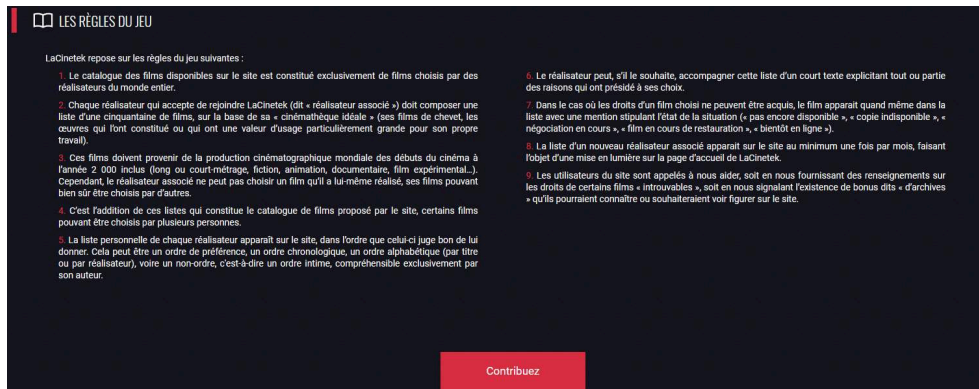 LES RÈGLES DU JEU
LaCinetek repose sur les règles du jeu suivantes :
1. Le catalogue des films disponibles sur le site est constitué exclusivement de films choisis par des
réalisateurs du monde entier.
2. Chaque réalisateur qui accepte de rejoindre LaCinetek (dit « réalisateur associé ») doit composer une
liste d'une cinquantaine de films, sur la base de sa « cinémathèque idéale » (ses films de chevet, les
œuvres qui l'ont constitué ou qui ont une valeur d'usage particulièrement grande pour son propre
travail).
3. Ces films doivent provenir de la production cinématographique mondiale des débuts du cinéma à
l'année 2 000 inclus (long ou court-métrage, fiction, animation, documentaire, film expérimental…).
Cependant, le réalisateur associé ne peut pas choisir un film qu'il a lui-même réalisé, ses films pouvant
bien sûr être choisis par d'autres.
4. C'est l'addition de ces listes qui constitue le catalogue de films proposé par le site, certains films
pouvant être choisis par plusieurs personnes.
5. La liste personnelle de chaque réalisateur apparaît sur le site, dans l'ordre que celui-ci juge bon de lui
donner. Cela peut être un ordre de préférence, un ordre chronologique, un ordre alphabétique (par titre
ou par réalisateur), voire un non-ordre, c'est-à-dire un ordre intime, compréhensible exclusivement par
son auteur.
6. Le réalisateur peut, s'il le souhaite, accompagner cette liste d'un court texte explicitant tout ou partie
des raisons qui ont présidé à ses choix.
7. Dans le cas où les droits d'un film choisi ne peuvent être acquis, le film apparait quand même dans la
liste avec une mention stipulant l'état de la situation (« pas encore disponible », « copie indisponible », «
négociation en cours », « film en cours de restauration », « bientôt en ligne »).
8. La liste d'un nouveau réalisateur associé apparait sur le site au minimum une fois par mois, faisant
l'objet d'une mise en lumière sur la page d'accueil de LaCinetek.
9. Les utilisateurs du site sont appelés à nous aider, soit en nous fournissant des renseignements sur
les droits de certains films « introuvables », soit en nous signalant l'existence de bonus dits « d'archives
» qu'ils pourraient connaître ou souhaiteraient voir figurer sur le site.
Contribuez